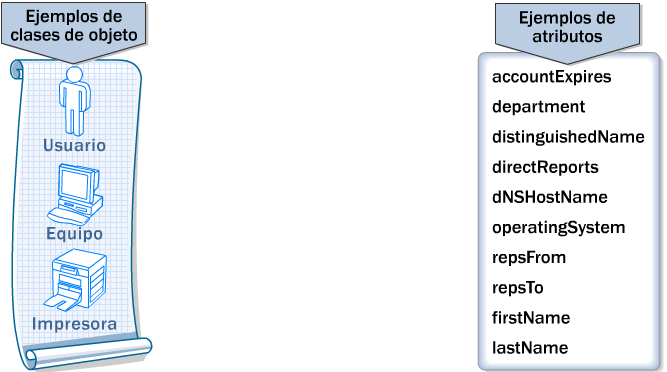 Ejemplos de
clases de objeto
Usuario
Equipo
Impresora
Ejemplos de
atributos
accountExpires
department
distinguishedName
directReports
dNSHostName
operatingSystem
repsFrom
repsTo
firstName
lastName